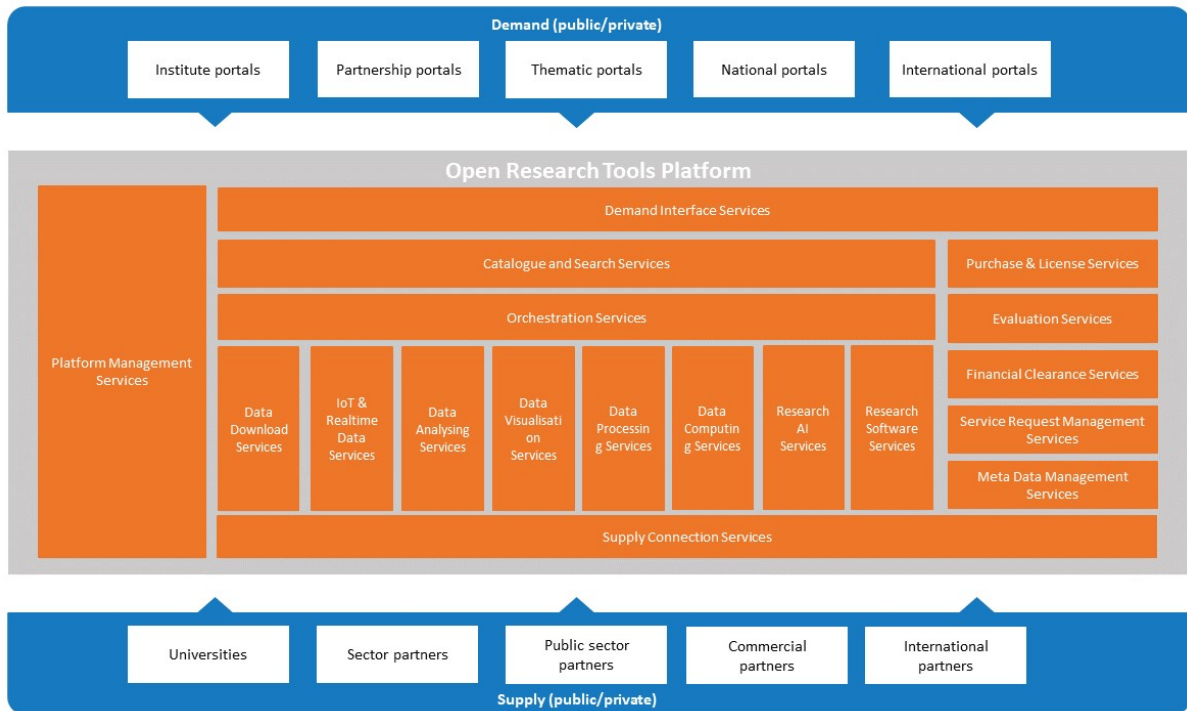 Demand (public/private)
Institute portals
Partnership portals
Thematic portals
National portals
International portals
Open Research Tools Platform
Platform Management
Services
Demand Interface Services
Catalogue and Search Services
Orchestration Services
Data
Download
Services
IoT &
Realtime
Data
Services
Data
Analysing
Services
Data
Visualisati
on
Services
Data
Processin
g Services
Data
Computin
g Services
Research
AI
Services
Research
Software
Services
Purchase & License Services
Evaluation Services
Financial Clearance Services
Service Request Management
Services
Meta Data Management
Services
Supply Connection Services
Universities
Sector partners
Public sector
partners
Commercial
partners
International
partners
Supply (public/private)